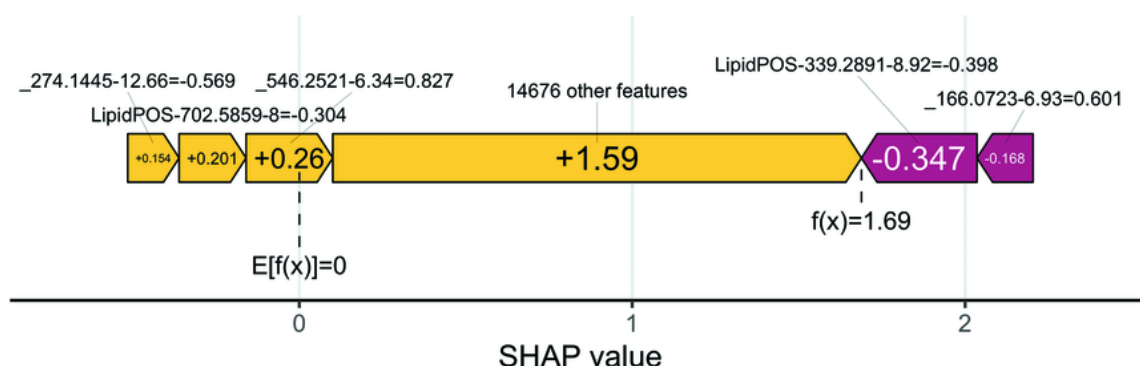 LipidPOS-339.2891-8.92=-0.398
_274.1445-12.66=-0.569
_546.2521-6.34=0.827
14676 other features
_166.0723-6.93=0.601
LipidPOS-702.5859-8=-0.304
+0.154
+0.201
+0.26
+1.59
-0.347
-0.168
f(x)=1.69
E[f(x)]=0
0
1
2
SHAP value